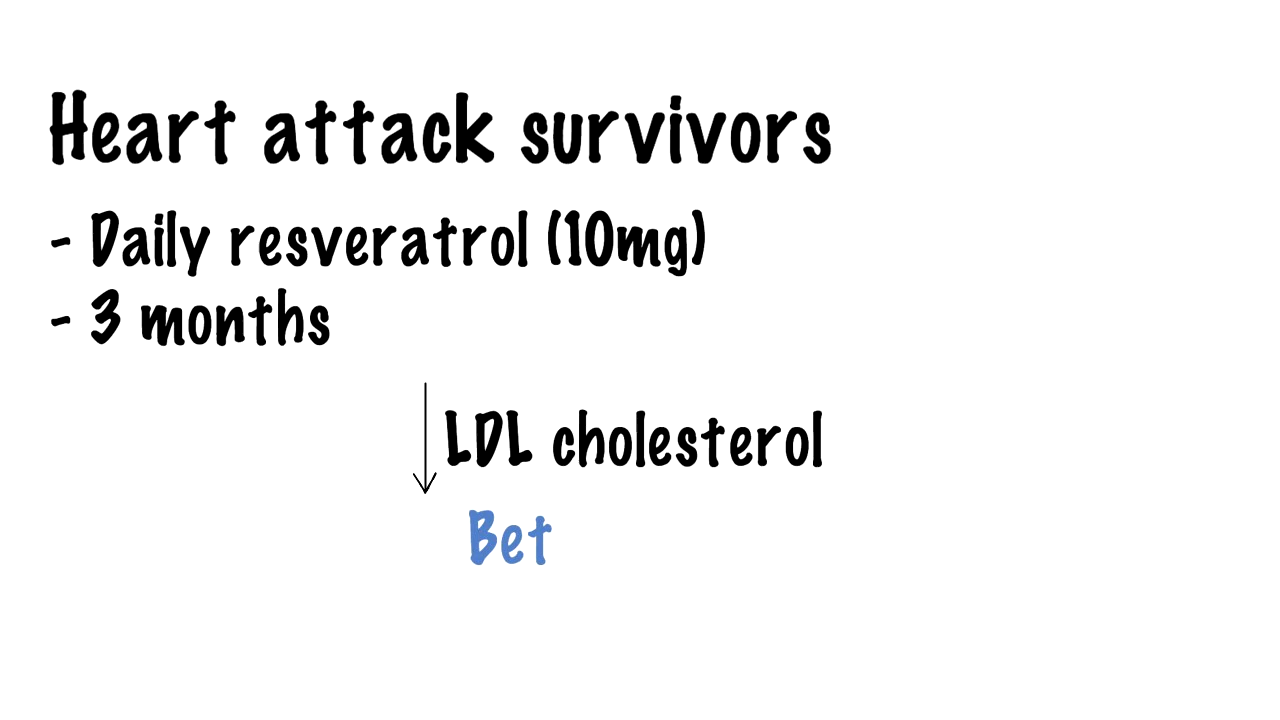 Heart attack survivors
- Daily resveratrol (10mg)
- 3 months
LDL cholesterol
Bet